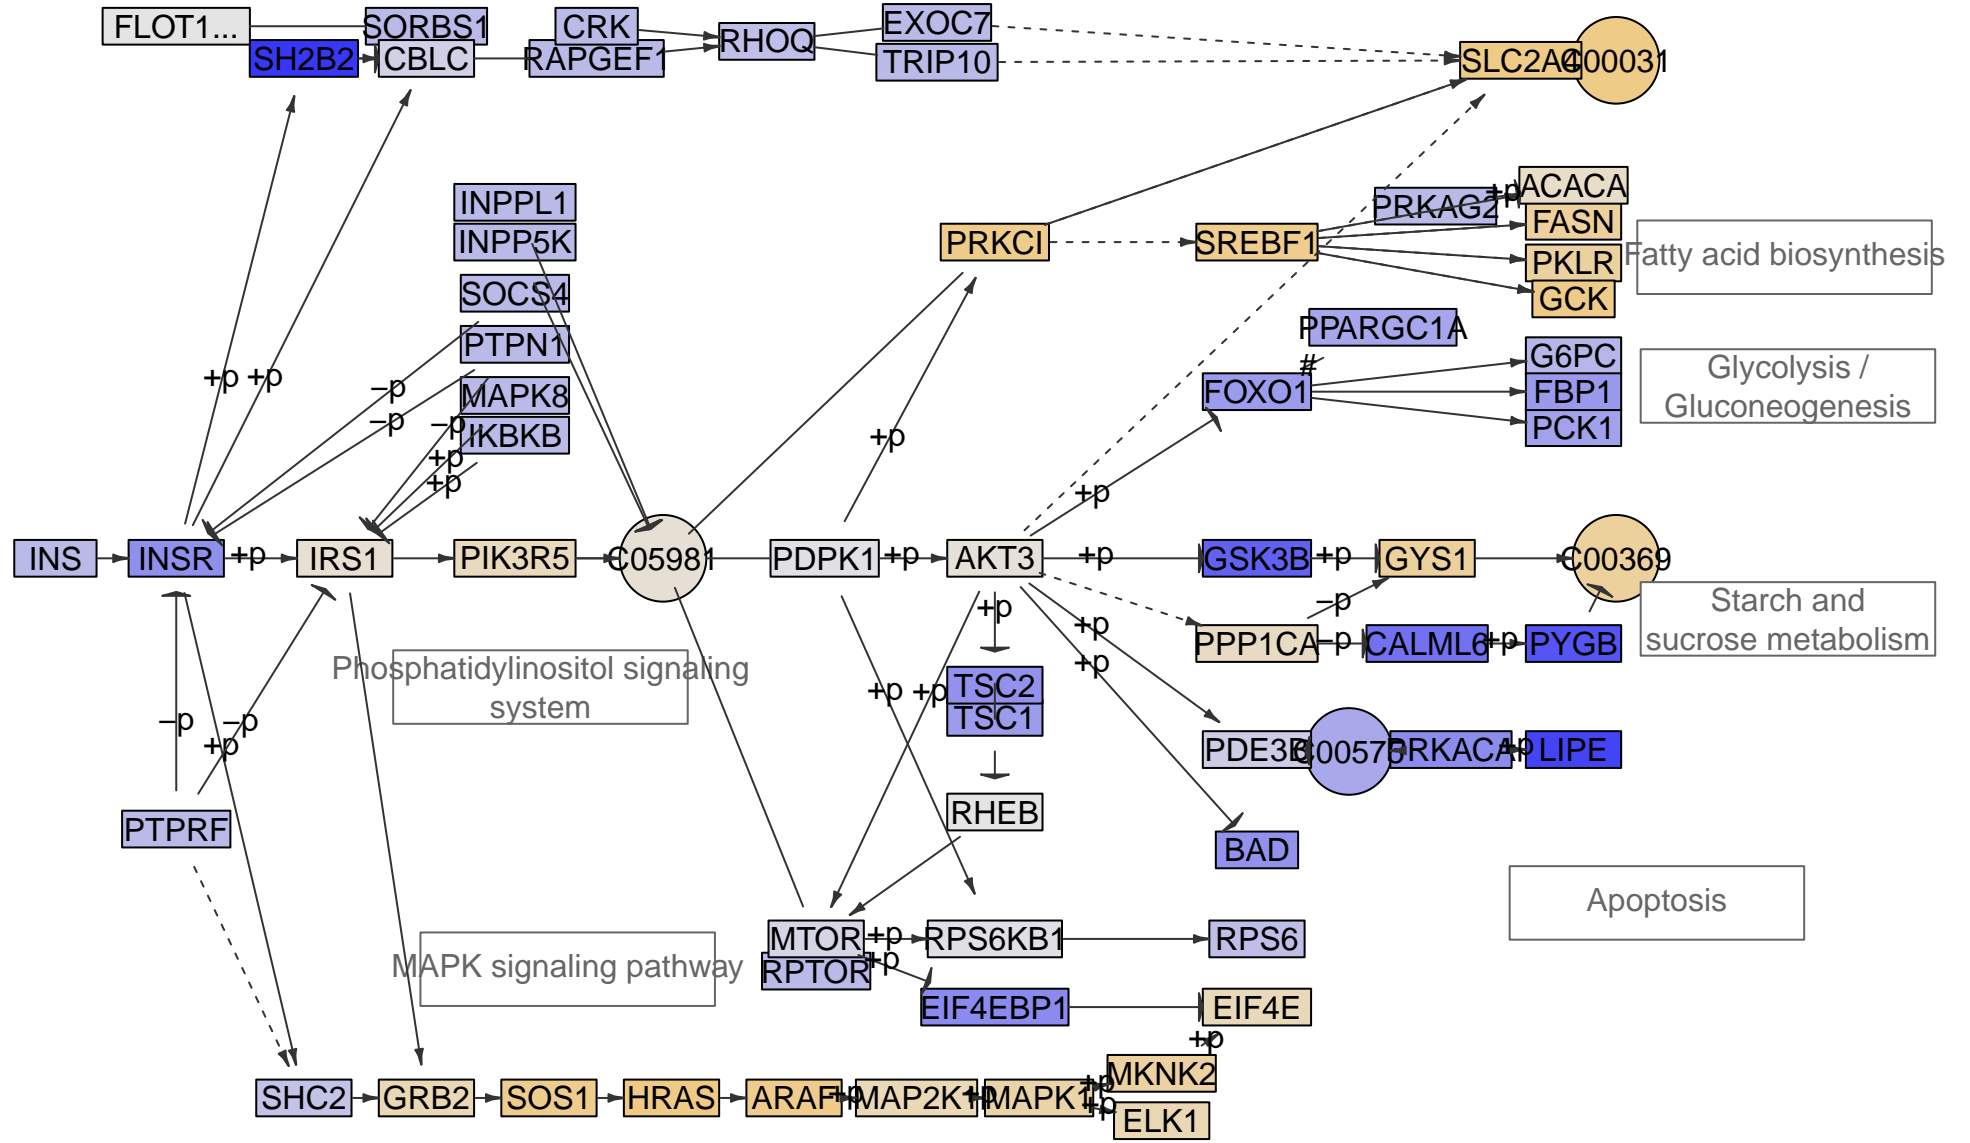 FLOT1...
SORBS1
SH2B2
CBLC
CRK
RAPGEF1
RHOQ
EXOC7
TRIP10
SLC2A4
C00031
INPPL1
INPP5K
SOCS4
PTPN1
MAPK8
IKBKB
PRKCI
SREBF1
PRKAG2
+p
ACACA
FASN
PKLR
GCK
Fatty acid biosynthesis
PPARGC1A
#
FOXO1
G6PC
FBP1
PCK1
Glycolysis /
Gluconeogenesis
+p
+p
−p
−p
−p
+p
+p
+p
+p
INS
INSR
+p
IRS1
PIK3R5
C05981
PDPK1
+p
AKT3
+p
GSK3B
+p
GYS1
C00369
+p
+p
−p
PPP1CA
−p
CALML6
+p
PYGB
Starch and
sucrose metabolism
+p
Phosphatidylinositol signaling
system
+p
+p
TSC2
TSC1
−p
−p
+p
PDE3B
C00575
PRKACA
+p
LIPE
PTPRF
RHEB
BAD
Apoptosis
MAPK signaling pathway
MTOR
RPTOR
+p
+p
RPS6KB1
RPS6
EIF4EBP1
EIF4E
+p
SHC2
GRB2
SOS1
HRAS
ARAF
+p
MAP2K1
+p
MAPK1
+p
+p
MKNK2
ELK1